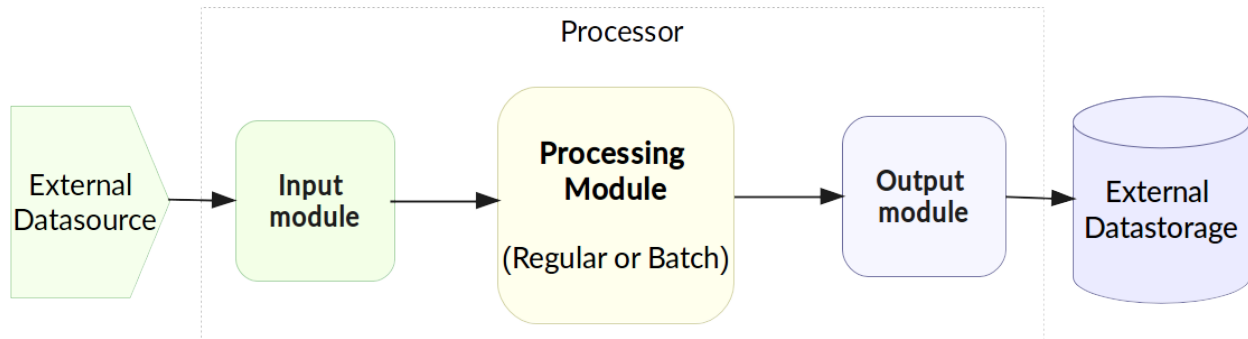 Processor
External
Datasource
Input
module
Processing
Module
(Regular or Batch)
Output
module
External
Datastorage